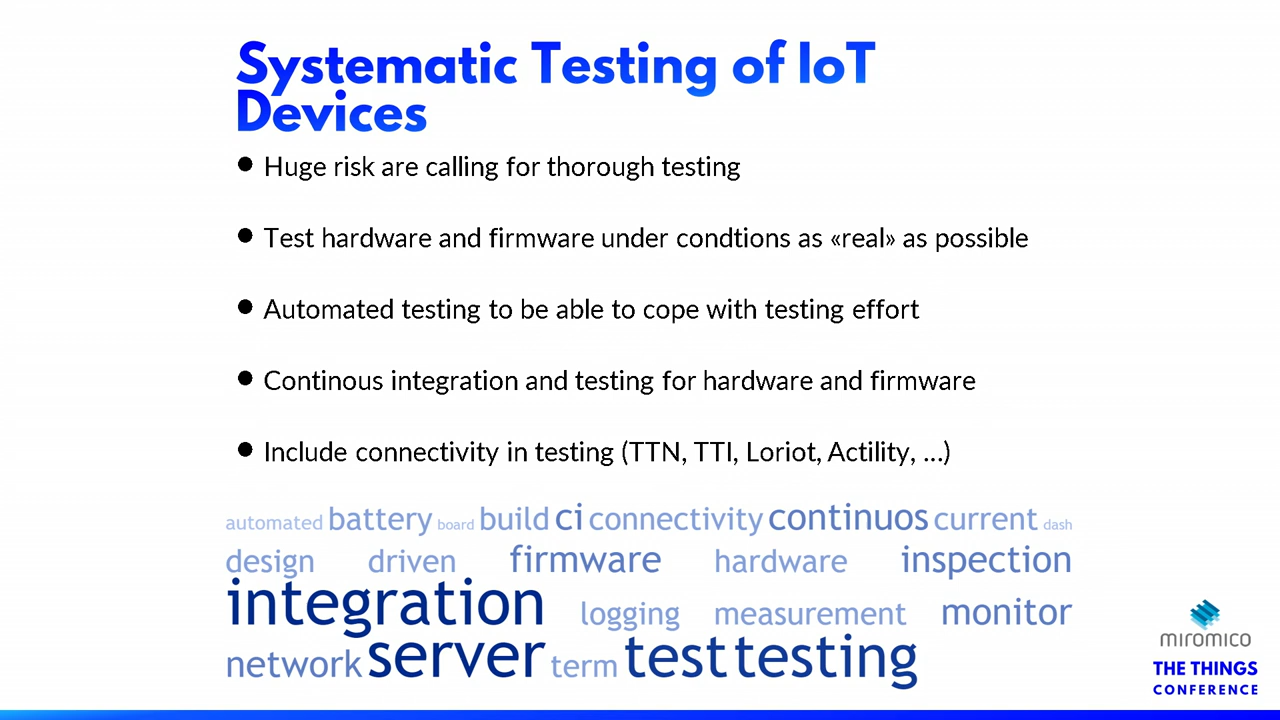 Systematic Testing of IoT
Devices
● Huge risk are calling for thorough testing
● Test hardware and firmware under condtions as «real» as possible
● Automated testing to be able to cope with testing effort
● Continous integration and testing for hardware and firmware
● Include connectivity in testing (TTN, TTI, Loriot, Actility, ...)
automated battery board build ci connectivity continuos current dash
design driven firmware hardware inspection
integration logging measurement monitor
network server term test testing
miromico
THE THINGS
CONFERENCE